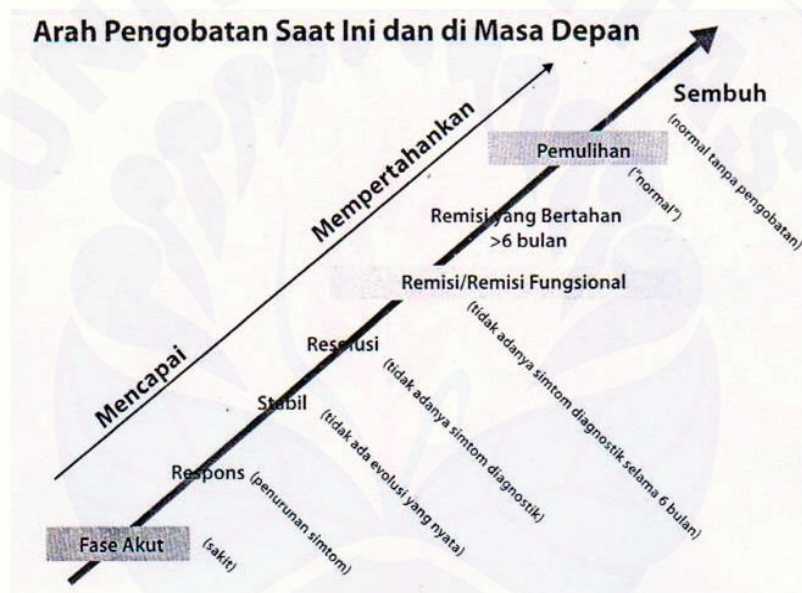 Arah Pengobatan Saat Ini dan di Masa Depan
Sembuh
(normal tanpa pengobatan)
Mempertahankan
Pemulihan
("normal")
Remisi yang Bertahan
>6 bulan
Remisi/Remisi Fungsional
(tidak adanya simtom diagnostik selama 6 bulan)
Resolusi
(tidak adanya simtom diagnostik)
Mencapai
Stabil
(tidak ada evolusi yang nyata)
Respons
(penurunan simtom)
Fase Akut
(sakit)